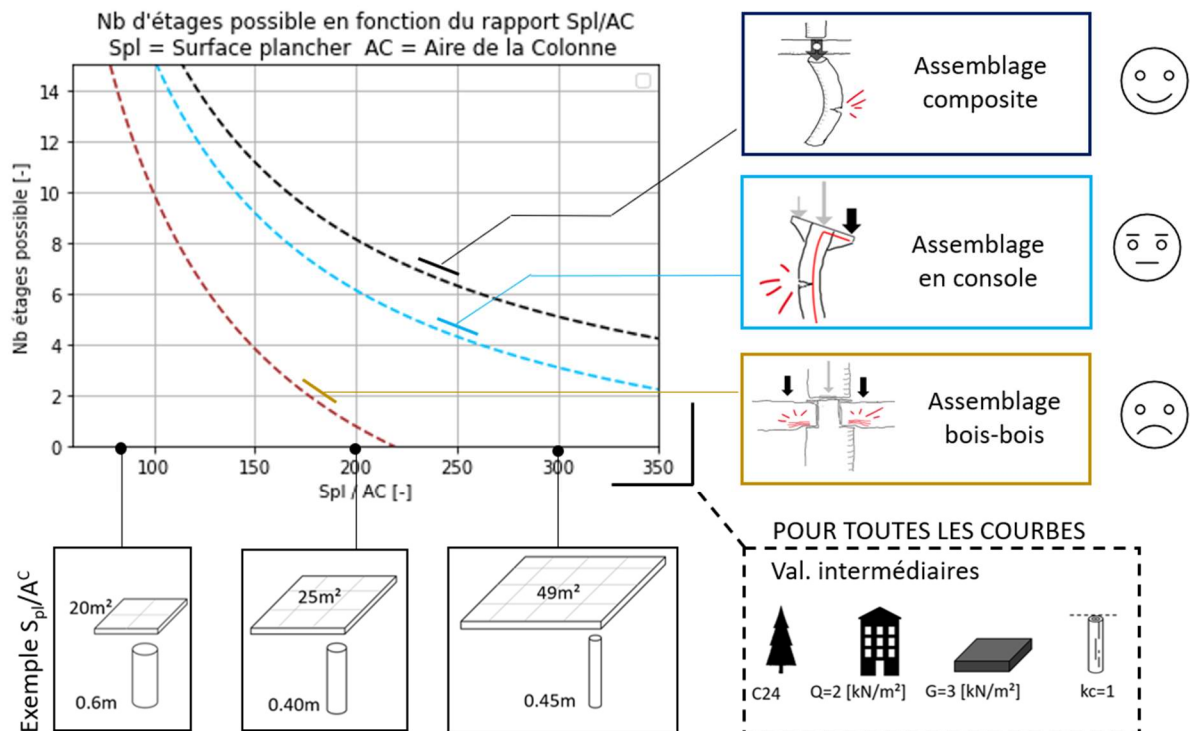 Nb d'étages possible en fonction du rapport Spl/AC
Spl = Surface plancher AC = Aire de la Colonne
Nb étages possible [-]
14
12
10
8
6
4
2
0
100
150
200
250
300
350
Spl / AC [-]
Assemblage
composite
Assemblage
en console
Assemblage
bois-bois
Exemple Spl/AC
20m²
0.6m
25m²
0.40m
49m²
0.45m
POUR TOUTES LES COURBES
Val. intermédiaires
C24
Q=2 [kN/m²]
G=3 [kN/m²]
kc=1